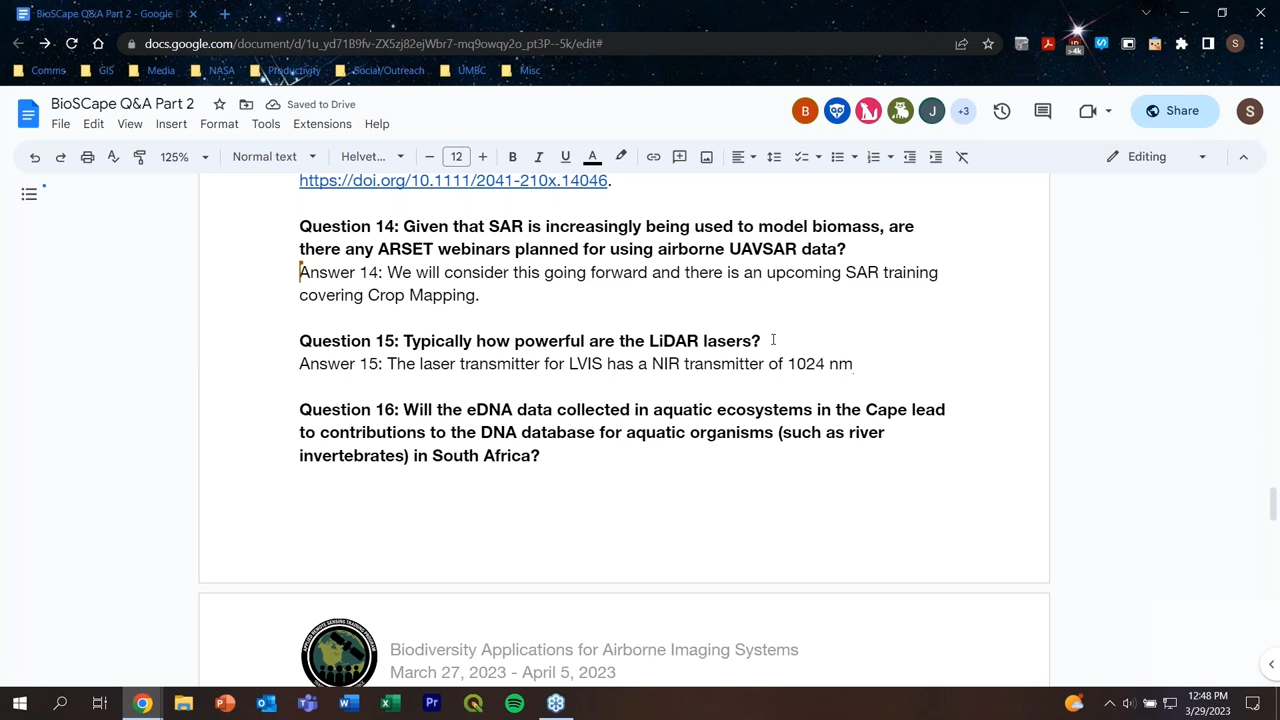 BioSCape Q&A Part 2 - Google D
docs.google.com/document/d/1u_yd71B9fv-ZX5zj82ejWbr7-mq9owqy2o_pt3P--5k/edit#
>4k
S
Comms
GIS
Media
NASA
Productivity
Social/Outreach
UMBC
Misc
BioSCape Q&A Part 2
Saved to Drive
B
J
+3
Share
S
File
Edit
View
Insert
Format
Tools
Extensions
Help
125%
Normal text
Helvet...
12
B
I
U
A
Editing
https://doi.org/10.1111/2041-210x.14046.
Question 14: Given that SAR is increasingly being used to model biomass, are
there any ARSET webinars planned for using airborne UAVSAR data?
Answer 14: We will consider this going forward and there is an upcoming SAR training
covering Crop Mapping.
Question 15: Typically how powerful are the LiDAR lasers?
Answer 15: The laser transmitter for LVIS has a NIR transmitter of 1024 nm
Question 16: Will the eDNA data collected in aquatic ecosystems in the Cape lead
to contributions to the DNA database for aquatic organisms (such as river
invertebrates) in South Africa?
Biodiversity Applications for Airborne Imaging Systems
March 27, 2023 - April 5, 2023
12:48 PM
3/29/2023